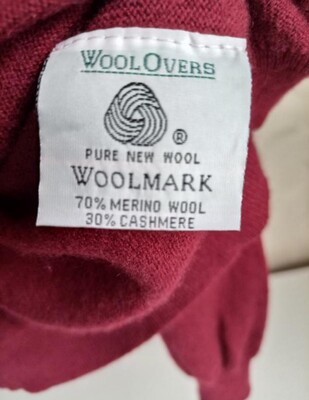 WOOLOVERS
®
PURE NEW WOOL
WOOLMARK
70% MERINO WOOL
30% CASHMERE